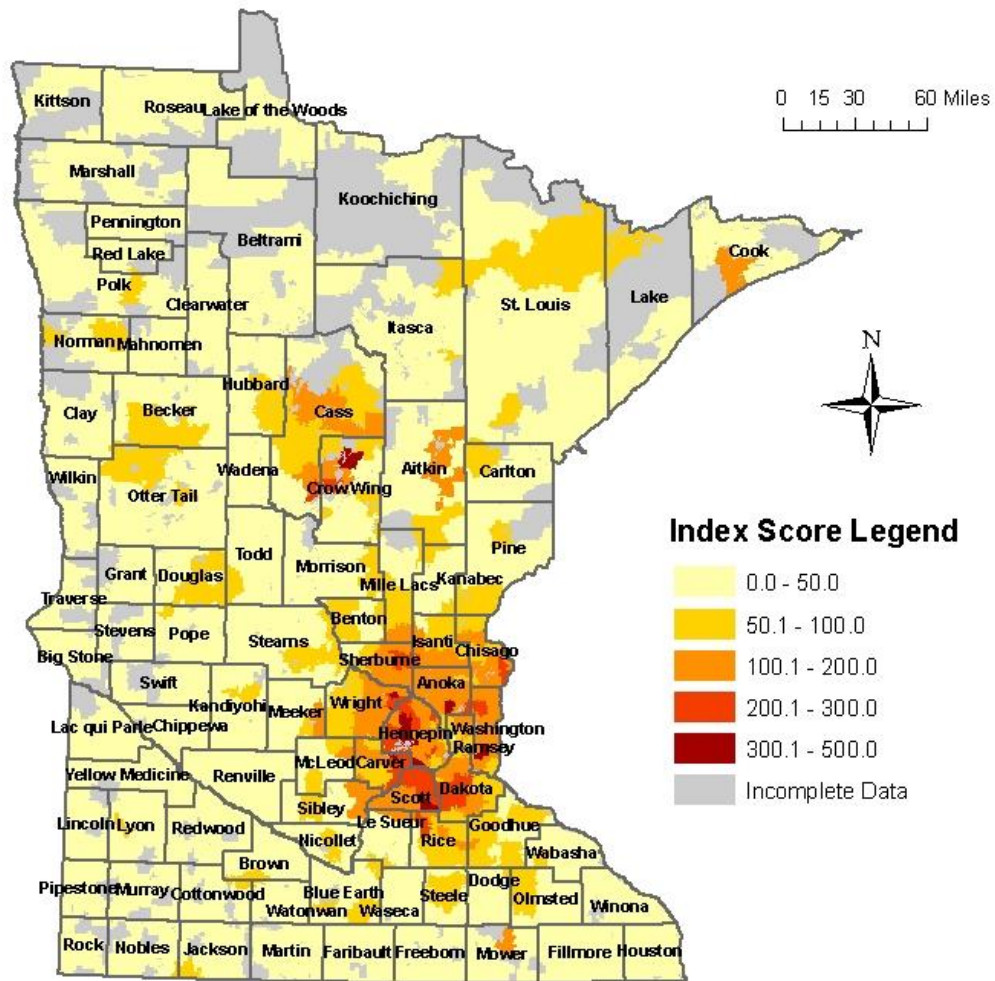 Kittson
Roseau
Lake of the Woods
0 15 30 60 Miles
Marshall
Koochiching
Pennington
Red Lake
Beltrami
Cook
Polk
Clearwater
St. Louis
Lake
Itasca
Norman
Mahnomen
N
Hubbard
Clay
Becker
Cass
Wilkin
Wadena
Aitkin
Carlton
Otter Tail
Crow Wing
Index Score Legend
Todd
Morrison
Pine
Grant
Douglas
Mille Lacs
Kanabec
0.0 - 50.0
Traverse
Benton
50.1 - 100.0
Stevens
Pope
Stearns
Isanti
Chisago
Big Stone
Sherburne
100.1 - 200.0
Swift
Anoka
Kandiyohi
Meeker
Wright
200.1 - 300.0
Lac qui Parle
Chippewa
Hennepin
Washington
Ramsey
300.1 - 500.0
Yellow Medicine
Renville
McLeod
Carver
Scott
Dakota
Incomplete Data
Sibley
Lincoln
Lyon
Redwood
Le Sueur
Goodhue
Nicollet
Rice
Wabasha
Brown
Pipestone
Murray
Cottonwood
Blue Earth
Watonwan
Waseca
Steele
Dodge
Olmsted
Winona
Rock
Nobles
Jackson
Martin
Faribault
Freeborn
Mower
Fillmore
Houston